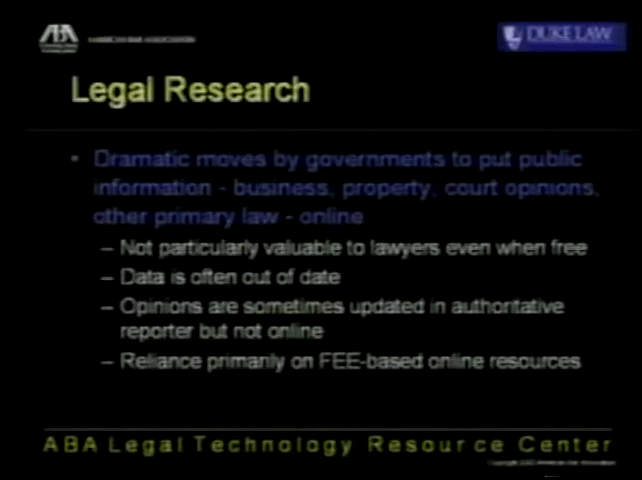 ABA
AMERICAN BAR ASSOCIATION
DUKE LAW
Legal Research
• Dramatic moves by governments to put public
information - business, property, court opinions,
other primary law - online
– Not particularly valuable to lawyers even when free
– Data is often out of date
– Opinions are sometimes updated in authoritative
reporter but not online
– Reliance primarily on FEE-based online resources
ABA Legal Technology Resource Center